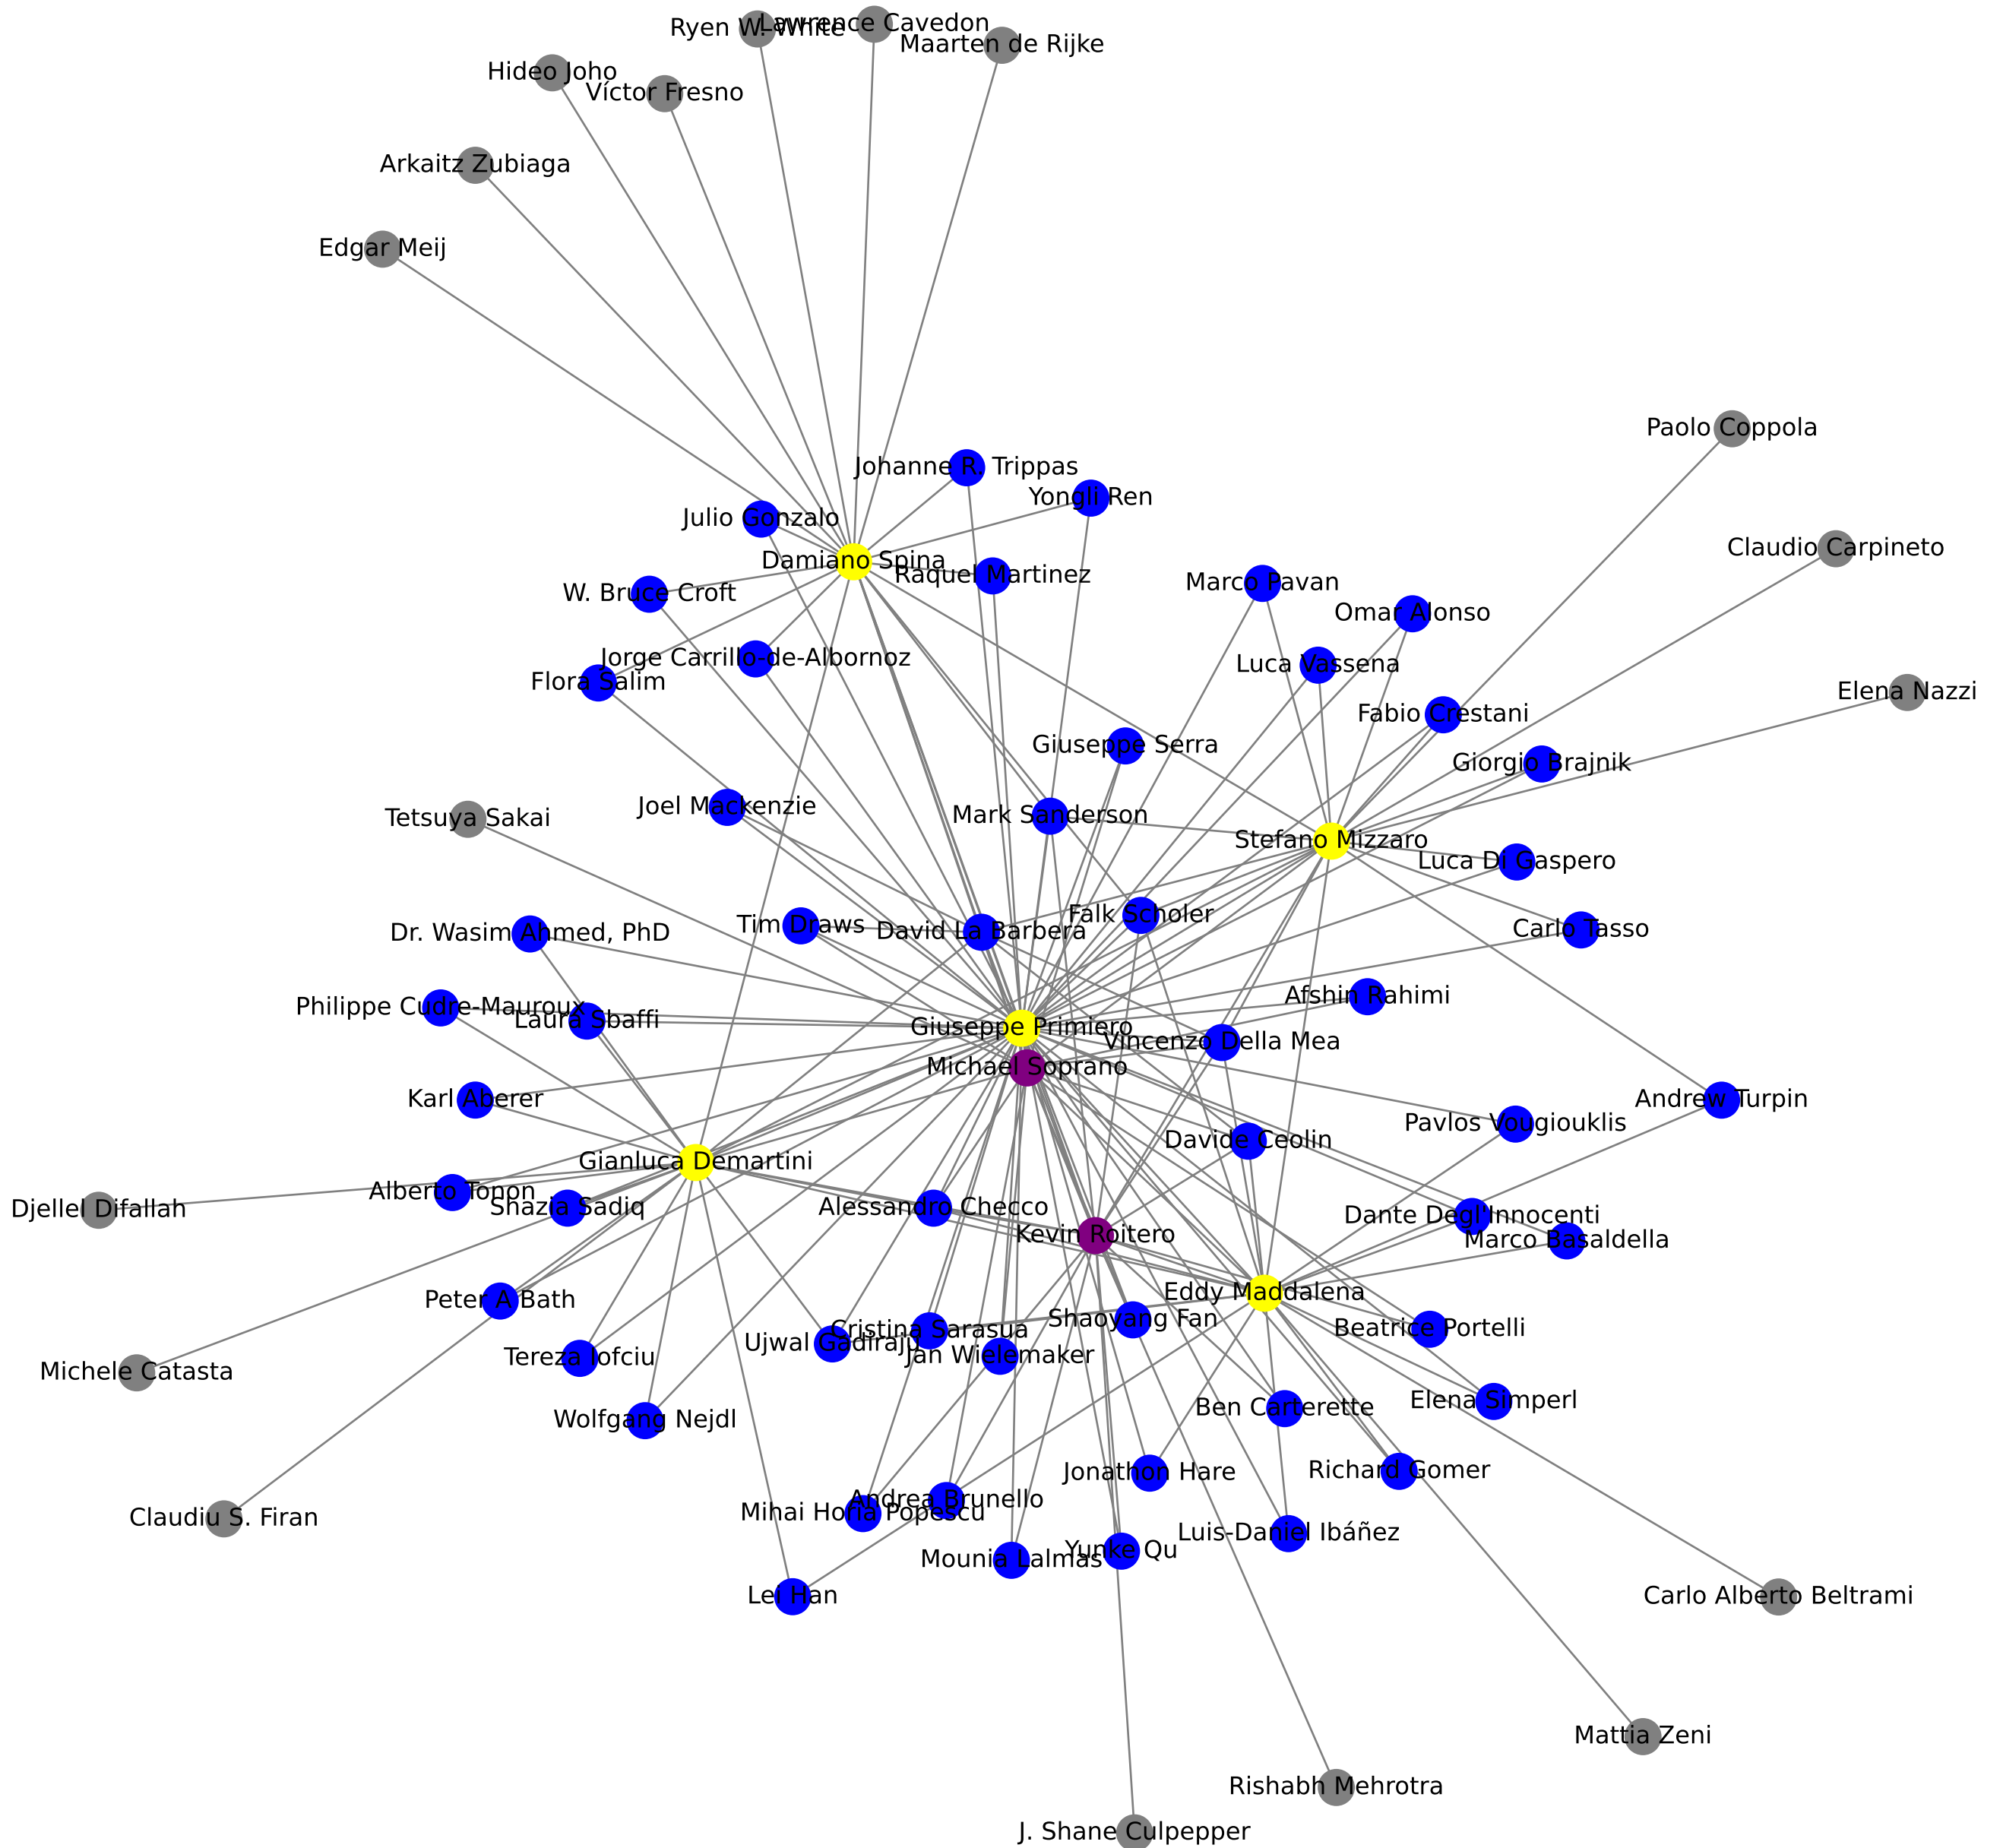 Ryen W. White
Lawrence Cavedon
Maarten de Rijke
Hideo Joho
Víctor Fresno
Arkaitz Zubiaga
Edgar Meij
Paolo Coppola
Johanne R. Trippas
Yongli Ren
Julio Gonzalo
Claudio Carpineto
Damiano Spina
Raquel Martinez
Marco Pavan
W. Bruce Croft
Omar Alonso
Jorge Carrillo-de-Albornoz
Luca Vassena
Flora Salim
Elena Nazzi
Fabio Crestani
Giuseppe Serra
Giorgio Brajnik
Joel Mackenzie
Tetsuya Sakai
Mark Sanderson
Stefano Mizzaro
Luca Di Gaspero
Falk Scholer
Tim Draws
David La Barbera
Dr. Wasim Ahmed, PhD
Carlo Tasso
Afshin Rahimi
Philippe Cudre-Mauroux
Laura Sbaffi
Giuseppe Primiero
Vincenzo Della Mea
Michael Soprano
Karl Aberer
Andrew Turpin
Pavlos Vougiouklis
Davide Ceolin
Gianluca Demartini
Alberto Tonon
Djellel Difallah
Shazia Sadiq
Alessandro Checco
Dante Degl'Innocenti
Kevin Roitero
Marco Basaldella
Eddy Maddalena
Peter A Bath
Shaoyang Fan
Cristina Sarasua
Beatrice Portelli
Ujwal Gadiraju
Tereza Iofciu
Jan Wielemaker
Michele Catasta
Elena Simperl
Ben Carterette
Wolfgang Nejdl
Jonathon Hare
Richard Gomer
Andrea Brunello
Mihai Horia Popescu
Claudiu S. Firan
Luis-Daniel Ibáñez
Yunke Qu
Mounia Lalmas
Lei Han
Carlo Alberto Beltrami
Mattia Zeni
Rishabh Mehrotra
J. Shane Culpepper